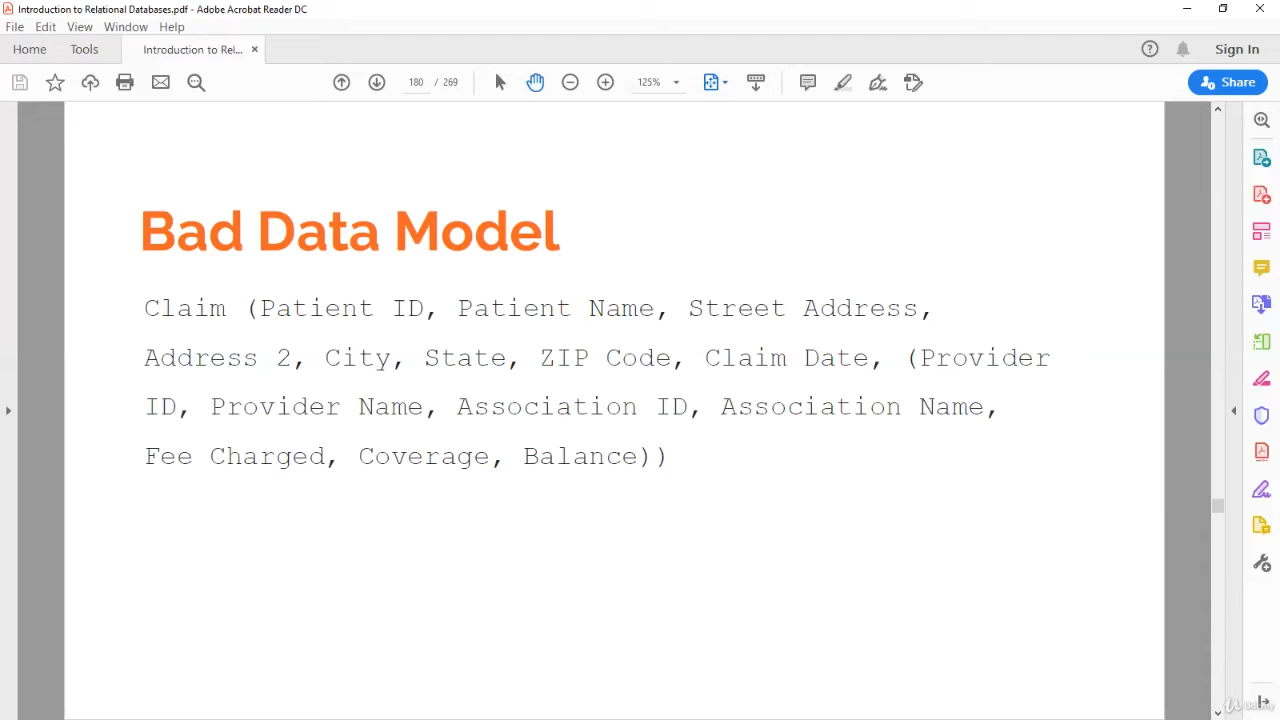 Introduction to Relational Databases.pdf - Adobe Acrobat Reader DC
File Edit View Window Help
Home Tools Introduction to Rel... × Sign In
180 / 269 125% Share
Bad Data Model
Claim (Patient ID, Patient Name, Street Address,
Address 2, City, State, ZIP Code, Claim Date, (Provider
ID, Provider Name, Association ID, Association Name,
Fee Charged, Coverage, Balance))